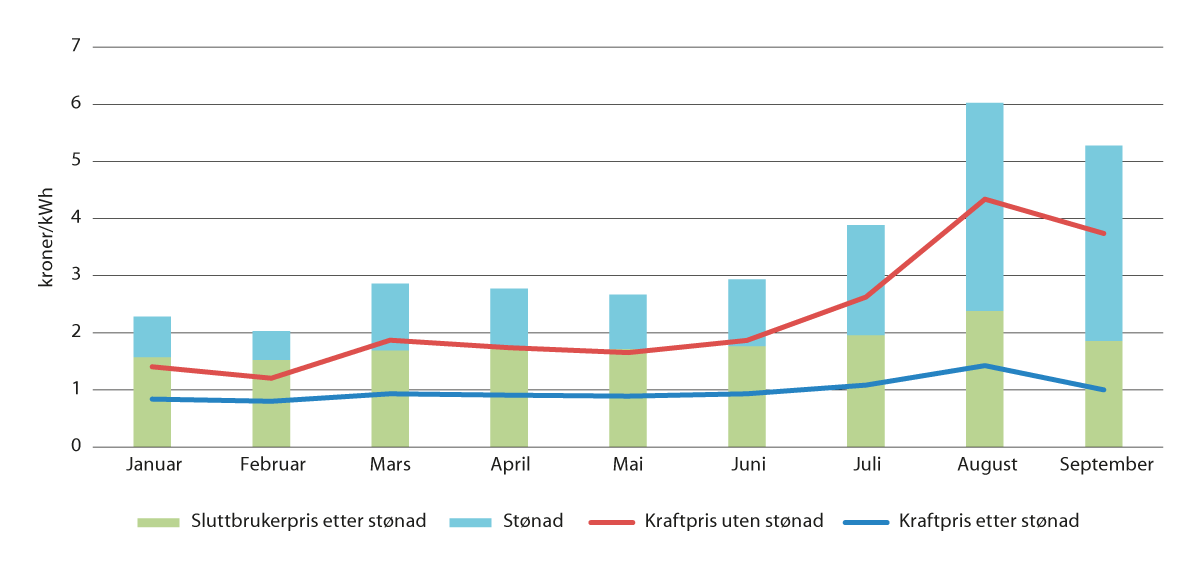 7
6
5
4
3
2
1
0
kroner/kWh
Januar Februar Mars April Mai Juni Juli August September
Sluttbrukerpris etter stønad Stønad Kraftpris uten stønad Kraftpris etter stønad